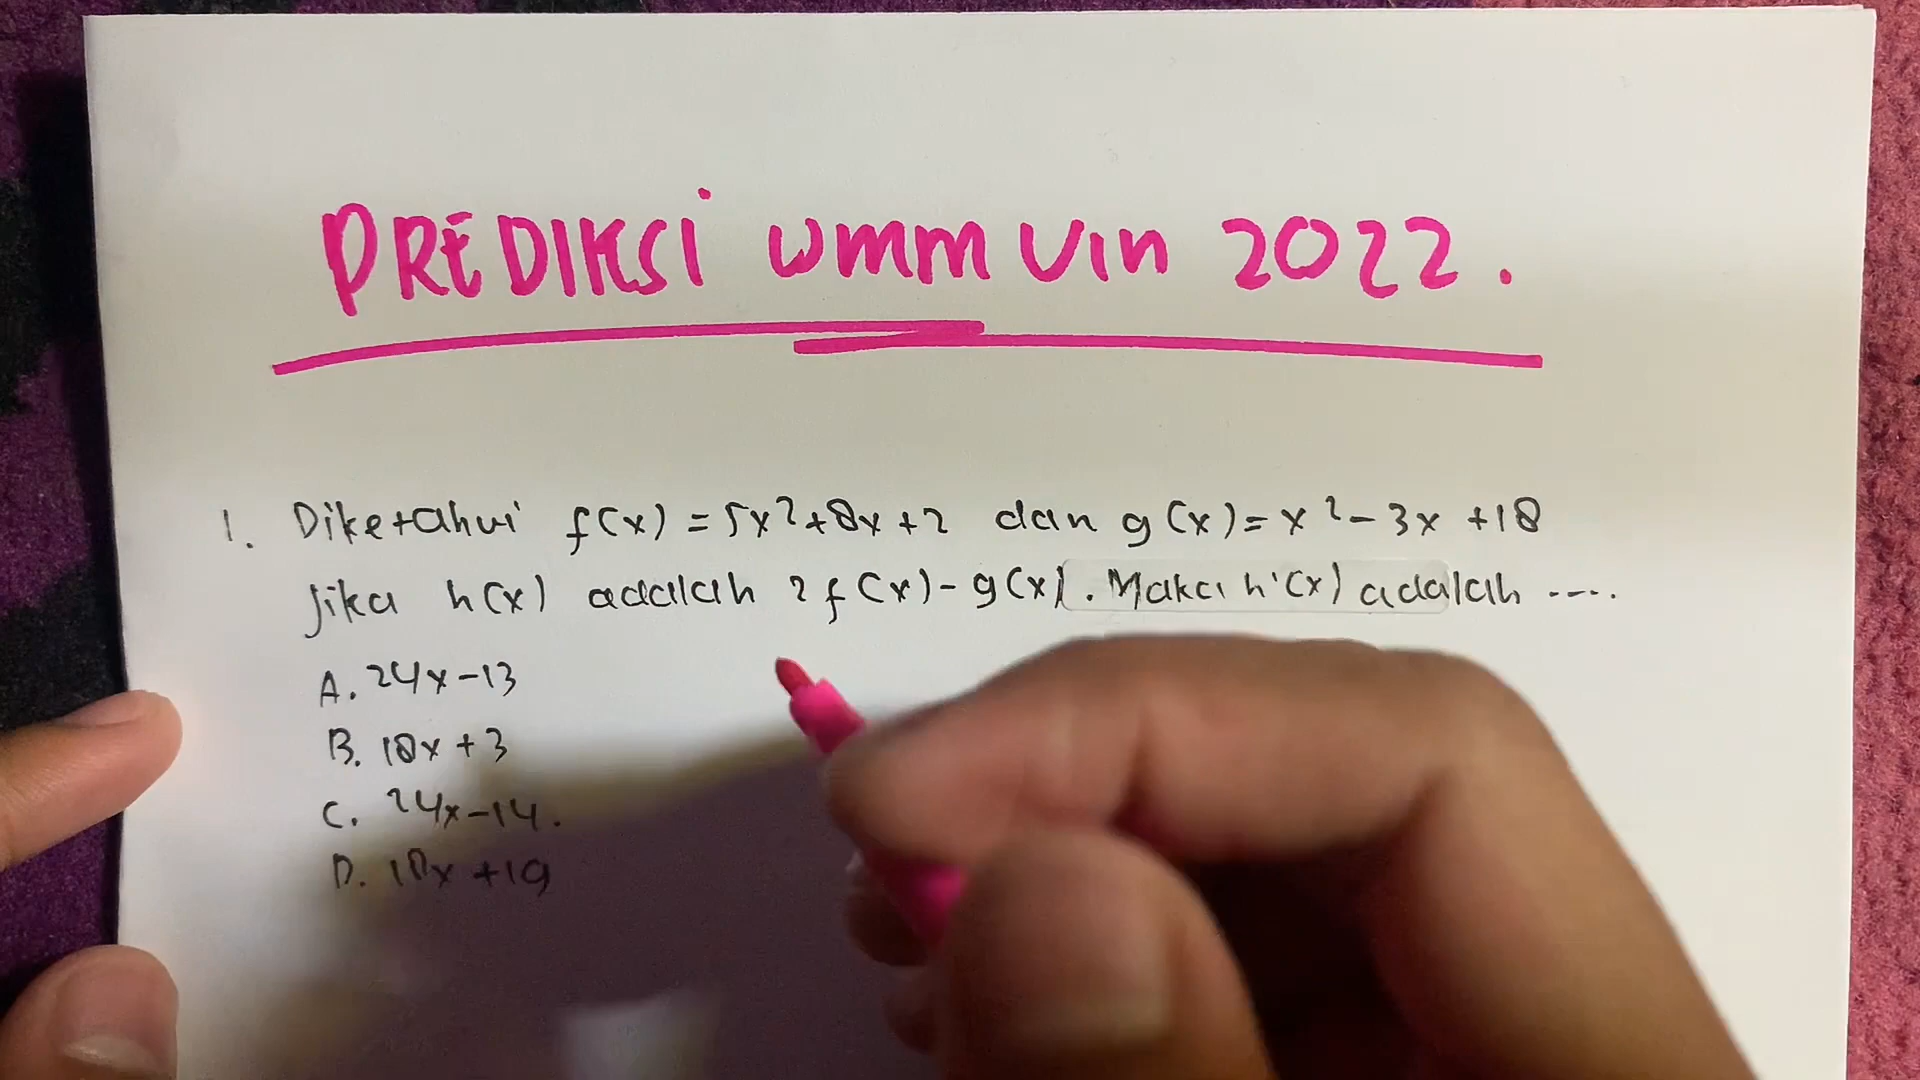 PREDIKSI UMM UIN 2022.
1. Diketahui f(x) = 5x²+8x+2 dan g(x)= x²-3x+18
Jika h(x) adalah 2f(x)-g(x). Maka h'(x) adalah ....
A. 24x-13
B. 18x+3
C. 24x-14.
D. 18x+19